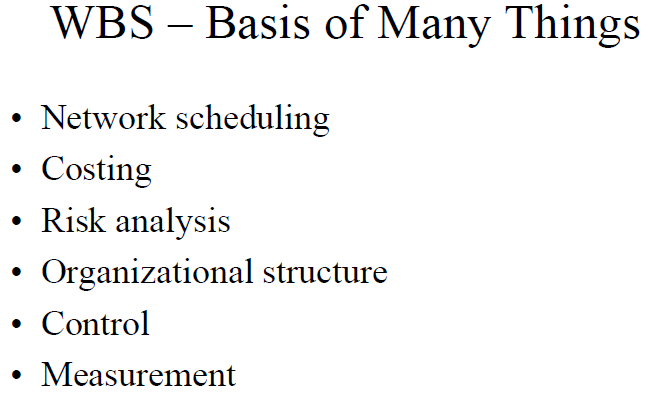 WBS – Basis of Many Things
• Network scheduling
• Costing
• Risk analysis
• Organizational structure
• Control
• Measurement